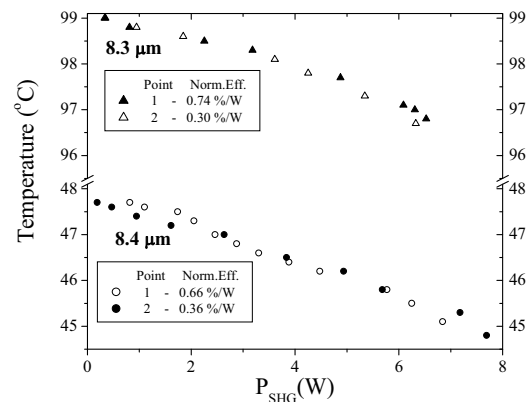 99
98
97
96
48
47
46
45
Temperature (°C)
8.3 μm
Point Norm.Eff.
▲ 1 - 0.74 %/W
△ 2 - 0.30 %/W
8.4 μm
Point Norm.Eff.
○ 1 - 0.66 %/W
● 2 - 0.36 %/W
99
98
97
96
48
47
46
45
0 2 4 6 8
P_SHG(W)